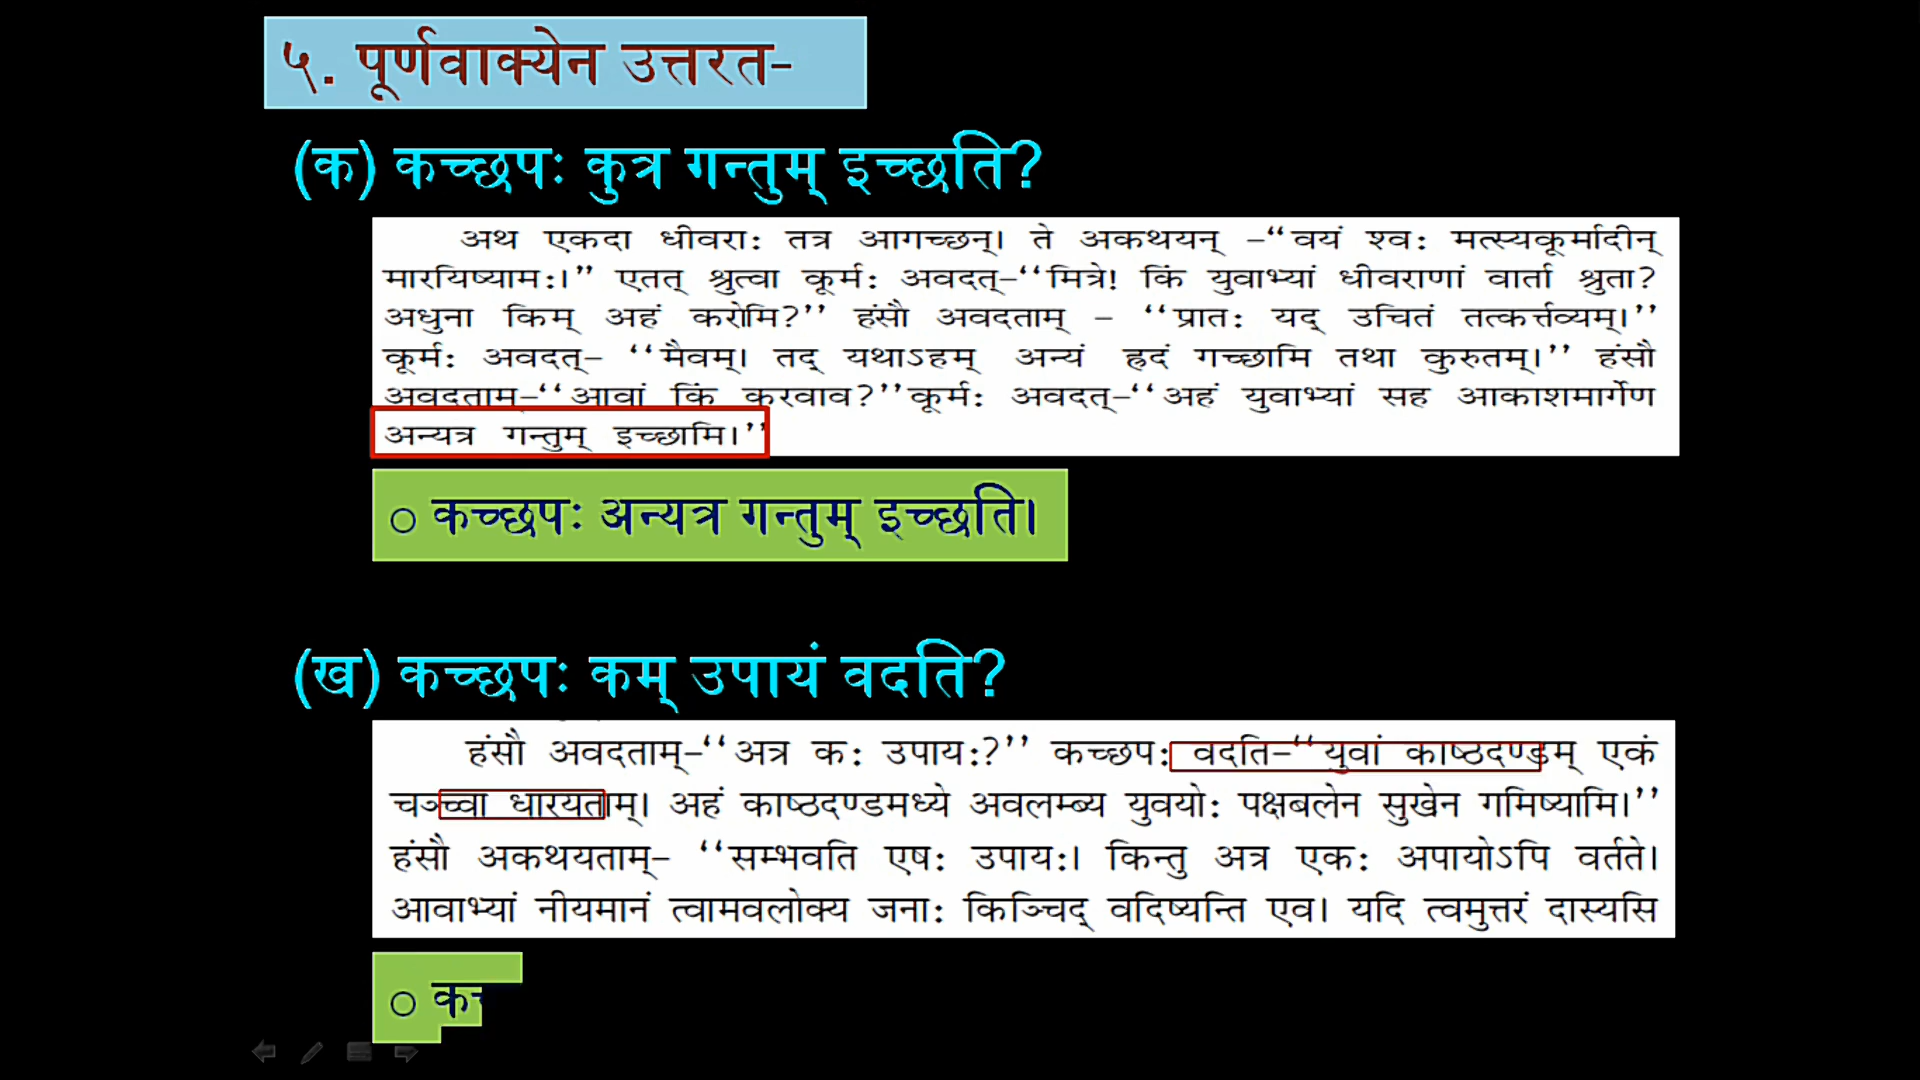 ५. पूर्णवाक्येन उत्तरत-
(क) कच्छपः कुत्र गन्तुम् इच्छति?
अथ एकदा धीवराः तत्र आगच्छन्। ते अकथयन् –“वयं श्वः मत्स्यकूर्मादीन्
मारयिष्यामः।” एतत् श्रुत्वा कूर्मः अवदत्–“मित्रे! किं युवाभ्यां धीवराणां वार्ता श्रुता?
अधुना किम् अहं करोमि?” हंसौ अवदताम् – “प्रातः यद् उचितं तत्कर्त्तव्यम्।”
कूर्मः अवदत्– “मैवम्। तद् यथाऽहम् अन्यं ह्रदं गच्छामि तथा कुरुतम्।” हंसौ
अवदताम्–“आवां किं करवाव?”कूर्मः अवदत्–“अहं युवाभ्यां सह आकाशमार्गेण
अन्यत्र गन्तुम् इच्छामि।”
○ कच्छपः अन्यत्र गन्तुम् इच्छति।
(ख) कच्छपः कम् उपायं वदति?
हंसौ अवदताम्–“अत्र कः उपायः?” कच्छपः वदति–“युवां काष्ठदण्डम् एकं
चञ्च्वा धारयताम्। अहं काष्ठदण्डमध्ये अवलम्ब्य युवयोः पक्षबलेन सुखेन गमिष्यामि।”
हंसौ अकथयताम्– “सम्भवति एषः उपायः। किन्तु अत्र एकः अपायोऽपि वर्तते।
आवाभ्यां नीयमानं त्वामवलोक्य जनाः किञ्चिद् वदिष्यन्ति एव। यदि त्वमुत्तरं दास्यसि